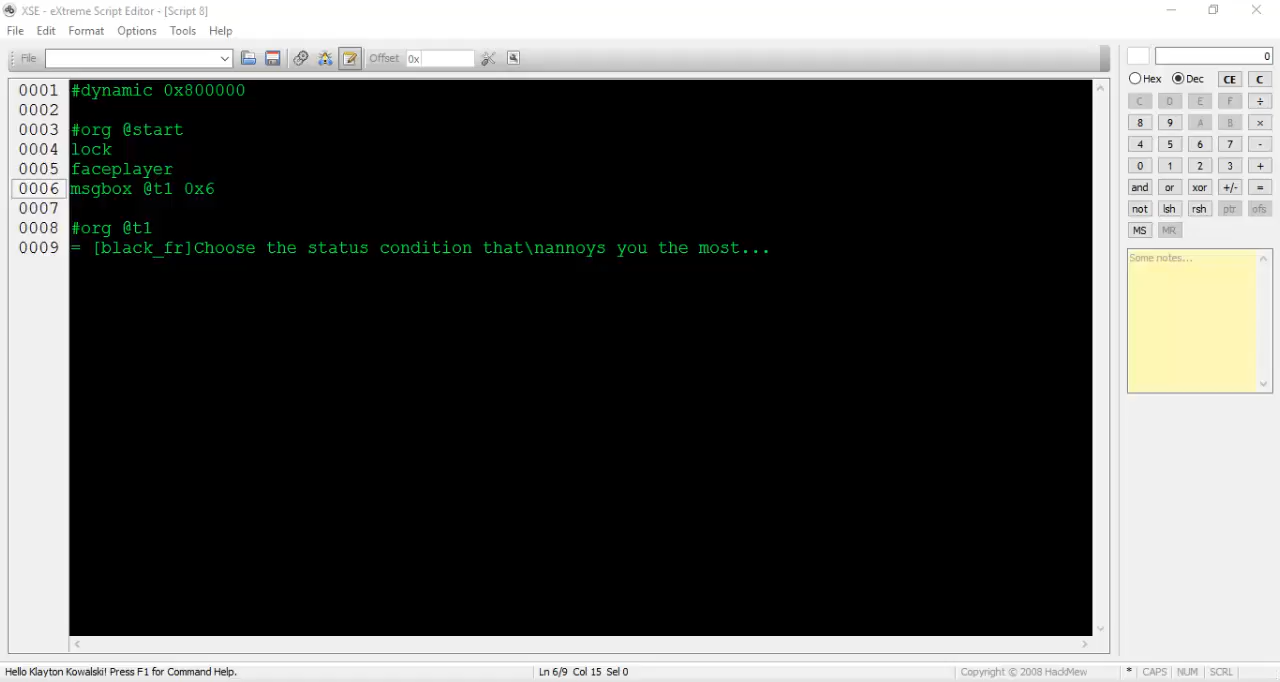 XSE - eXtreme Script Editor - [Script 8]
File Edit Format Options Tools Help
File Offset 0x
0
Hex Dec CE C
C D E F ÷
8 9 A B ×
4 5 6 7 -
0 1 2 3 +
and or xor +/- =
not lsh rsh ptr ofs
MS MR
Some notes...
0001 #dynamic 0x800000
0002
0003 #org @start
0004 lock
0005 faceplayer
0006 msgbox @t1 0x6
0007
0008 #org @t1
0009 = [black_fr]Choose the status condition that\nannoys you the most...
Hello Klayton Kowalski! Press F1 for Command Help. Ln 6/9 Col 15 Sel 0 Copyright © 2008 HackMew * CAPS NUM SCRL